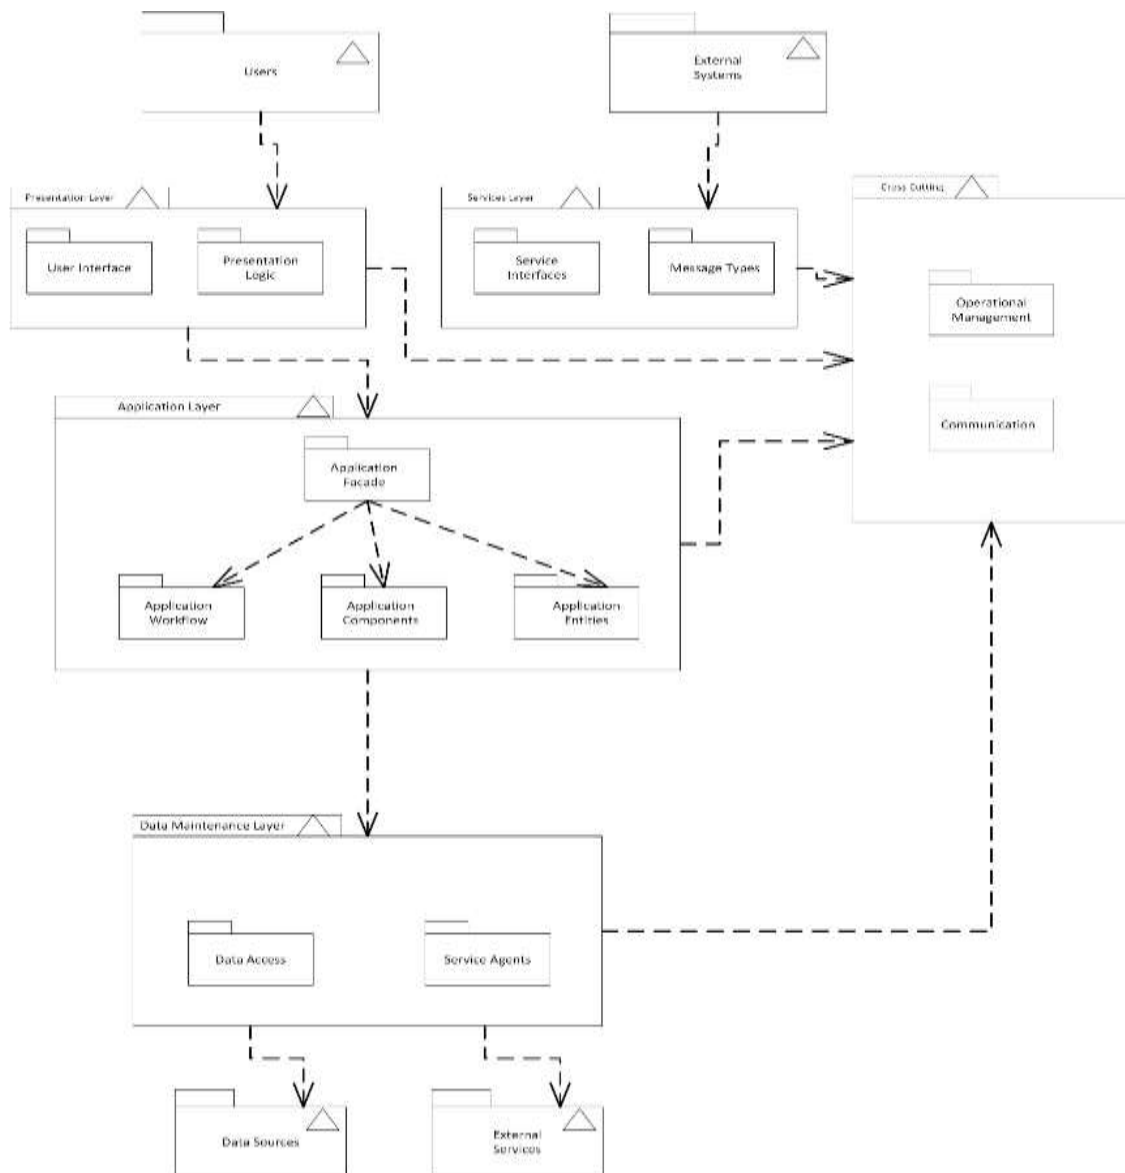 Users
External
Systems
Presentation Layer
Services Layer
Cross Cutting
User Interface
Presentation
Logic
Service
Interfaces
Message Types
Operational
Management
Communication
Application Layer
Application
Facade
Application
Workflow
Application
Components
Application
Entities
Data Maintenance Layer
Data Access
Service Agents
Data Sources
External
Services